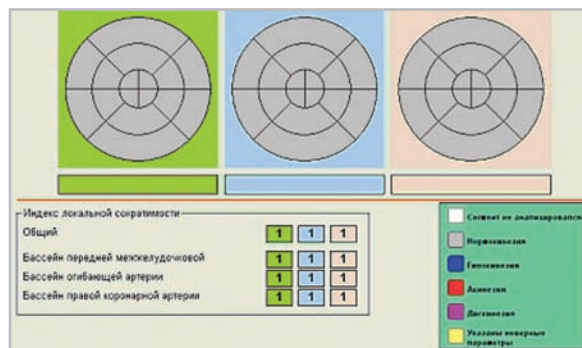 Индекс локальной сократимости
Общий
1 1 1
Бассейн передней межжелудочковой
1 1 1
Бассейн огибающей артерии
1 1 1
Бассейн правой коронарной артерии
1 1 1
Сегмент не анализировался
Нормокинезия
Гипокинезия
Акинезия
Дискинезия
Указаны неверные
параметры